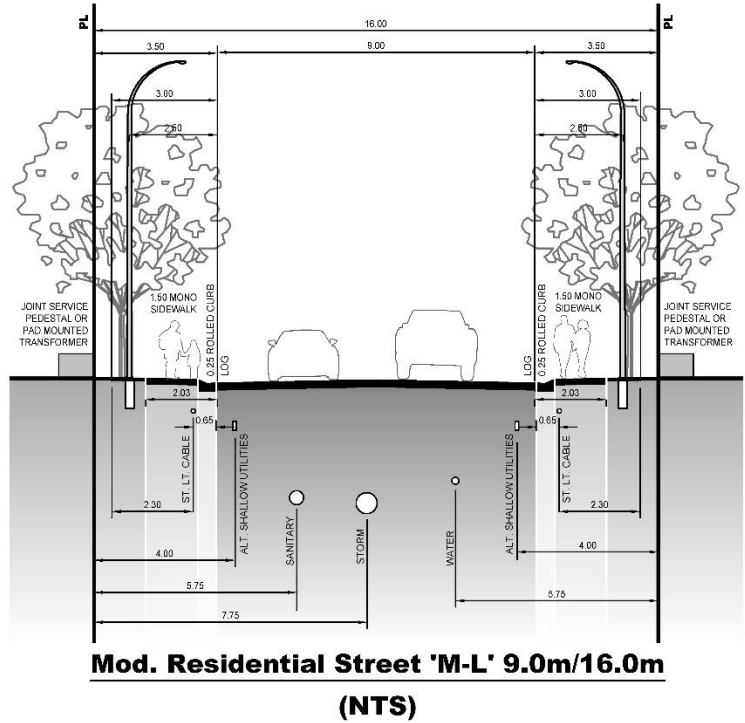 PL
PL
16.00
3.50
9.00
3.50
3.00
3.00
2.60
2.60
JOINT SERVICE
PEDESTAL OR
PAD MOUNTED
TRANSFORMER
1.50 MONO
SIDEWALK
0.25 ROLLED CURB
LOG
LOG
0.25 ROLLED CURB
1.50 MONO
SIDEWALK
JOINT SERVICE
PEDESTAL OR
PAD MOUNTED
TRANSFORMER
2.03
2.03
0.65
0.65
ST. LT. CABLE
ALT. SHALLOW UTILITIES
SANITARY
STORM
WATER
ALT. SHALLOW UTILITIES
ST. LT. CABLE
2.30
2.30
4.00
4.00
5.75
5.75
7.75
Mod. Residential Street 'M-L' 9.0m/16.0m
(NTS)